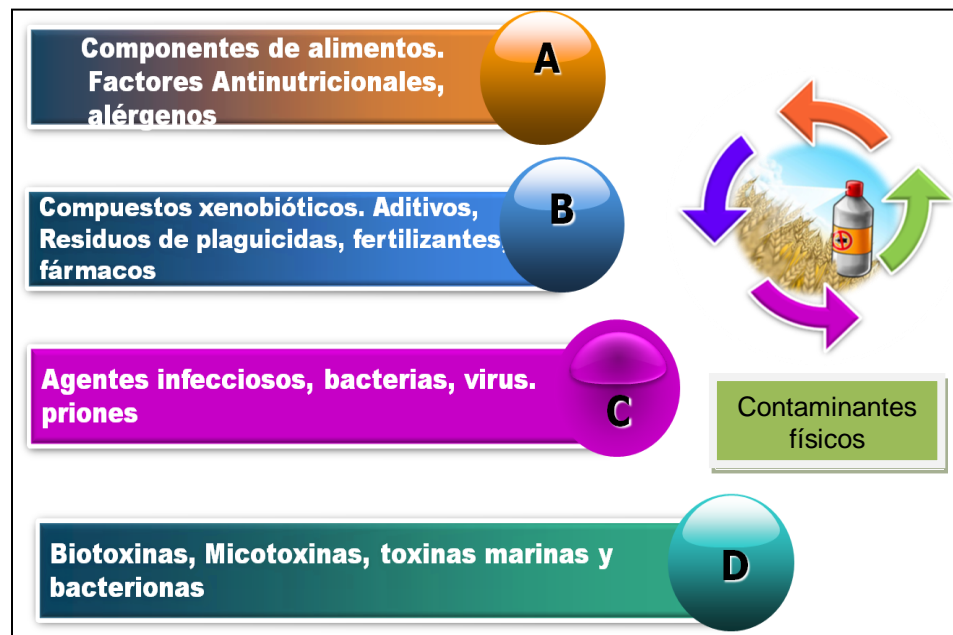 Componentes de alimentos.
Factores Antinutricionales,
alérgenos
A
Compuestos xenobióticos. Aditivos,
Residuos de plaguicidas, fertilizantes,
fármacos
B
Agentes infecciosos, bacterias, virus.
priones
C
Contaminantes
físicos
Biotoxinas, Micotoxinas, toxinas marinas y
bacterionas
D